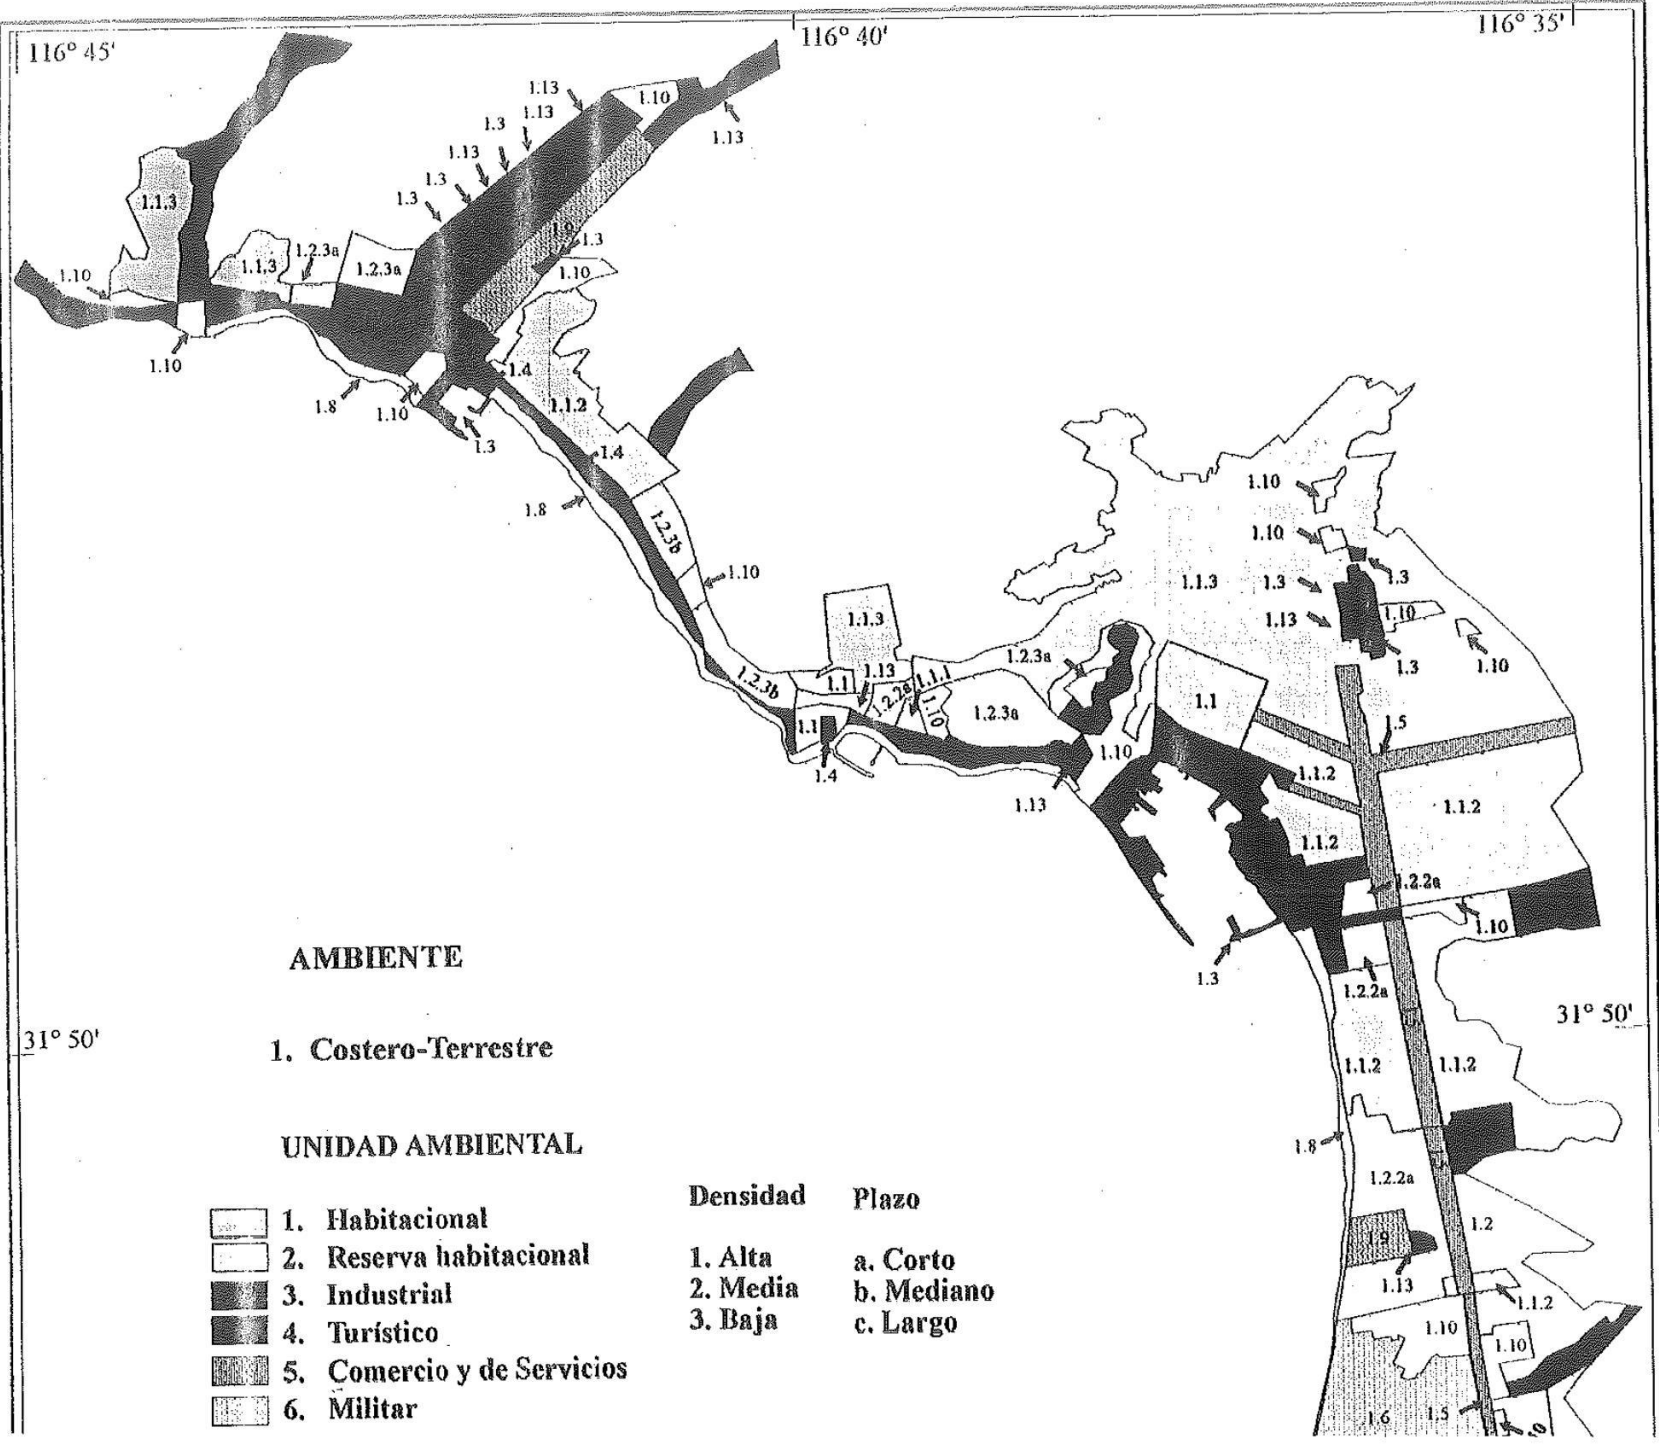 116° 45'
116° 40'
116° 35'
1.13
1.10
1.13
1.3
1.13
1.13
1.3
1.3
1.1.3
1.9
1.3
1.2.3a
1.1.3
1.2.3a
1.10
1.10
1.10
1.4
1.8
1.10
1.1.2
1.3
1.4
1.8
1.2.3b
1.10
1.10
1.10
1.1.3
1.3
1.3
1.10
1.13
1.1.3
1.3
1.10
1.2.3a
1.2.3b
1.1
1.13
1.1.1
1.2.2a
1.10
1.2.3a
1.1
1.5
1.1
1.10
1.4
1.13
1.1.2
1.1.2
1.1.2
1.2.2a
1.10
1.3
1.2.2a
AMBIENTE
31° 50'
31° 50'
1. Costero-Terrestre
1.1.2
1.1.2
UNIDAD AMBIENTAL
1.8
1.2.2a
Densidad Plazo
1. Habitacional
1.2
2. Reserva habitacional
1. Alta a. Corto
1.9
1.13
3. Industrial
2. Media b. Mediano
1.1.2
4. Turístico
3. Baja c. Largo
1.10
1.10
5. Comercio y de Servicios
6. Militar
1.6
1.5